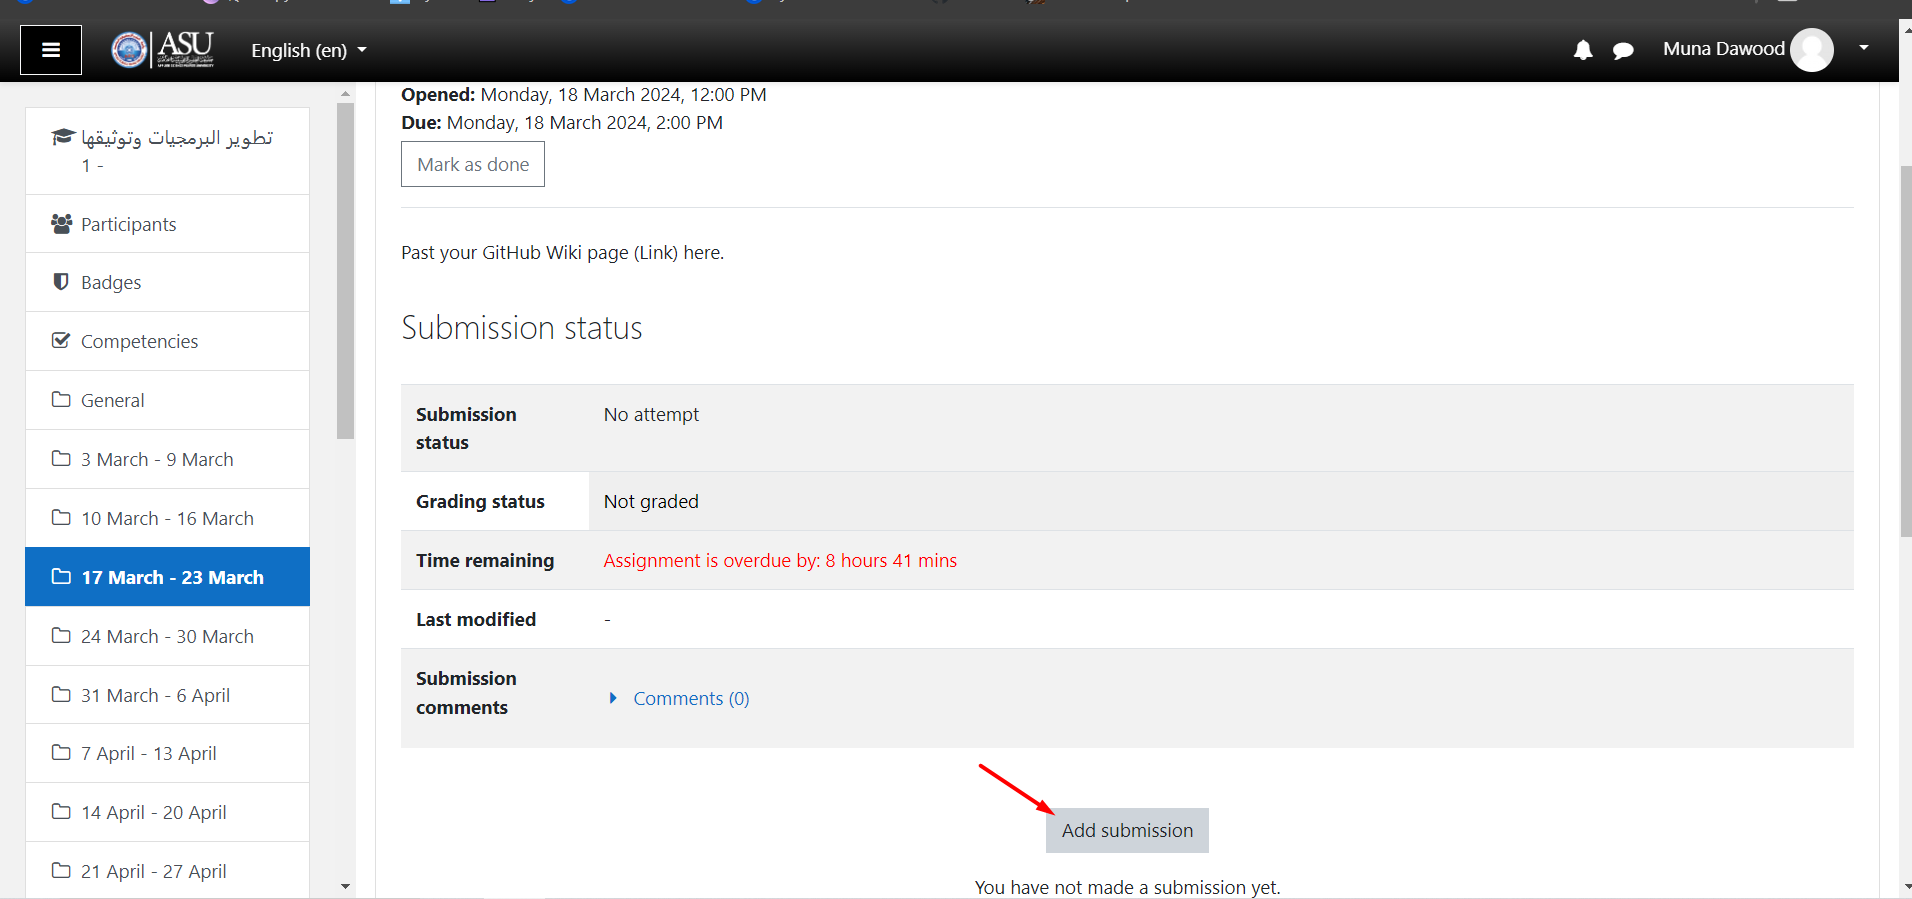 ASU
English (en)
Muna Dawood
تطوير البرمجيات وتوثيقها
1 -
Participants
Badges
Competencies
General
3 March - 9 March
10 March - 16 March
17 March - 23 March
24 March - 30 March
31 March - 6 April
7 April - 13 April
14 April - 20 April
21 April - 27 April
Opened: Monday, 18 March 2024, 12:00 PM
Due: Monday, 18 March 2024, 2:00 PM
Mark as done
Past your GitHub Wiki page (Link) here.
Submission status
Submission status No attempt
Grading status Not graded
Time remaining Assignment is overdue by: 8 hours 41 mins
Last modified -
Submission comments Comments (0)
Add submission
You have not made a submission yet.